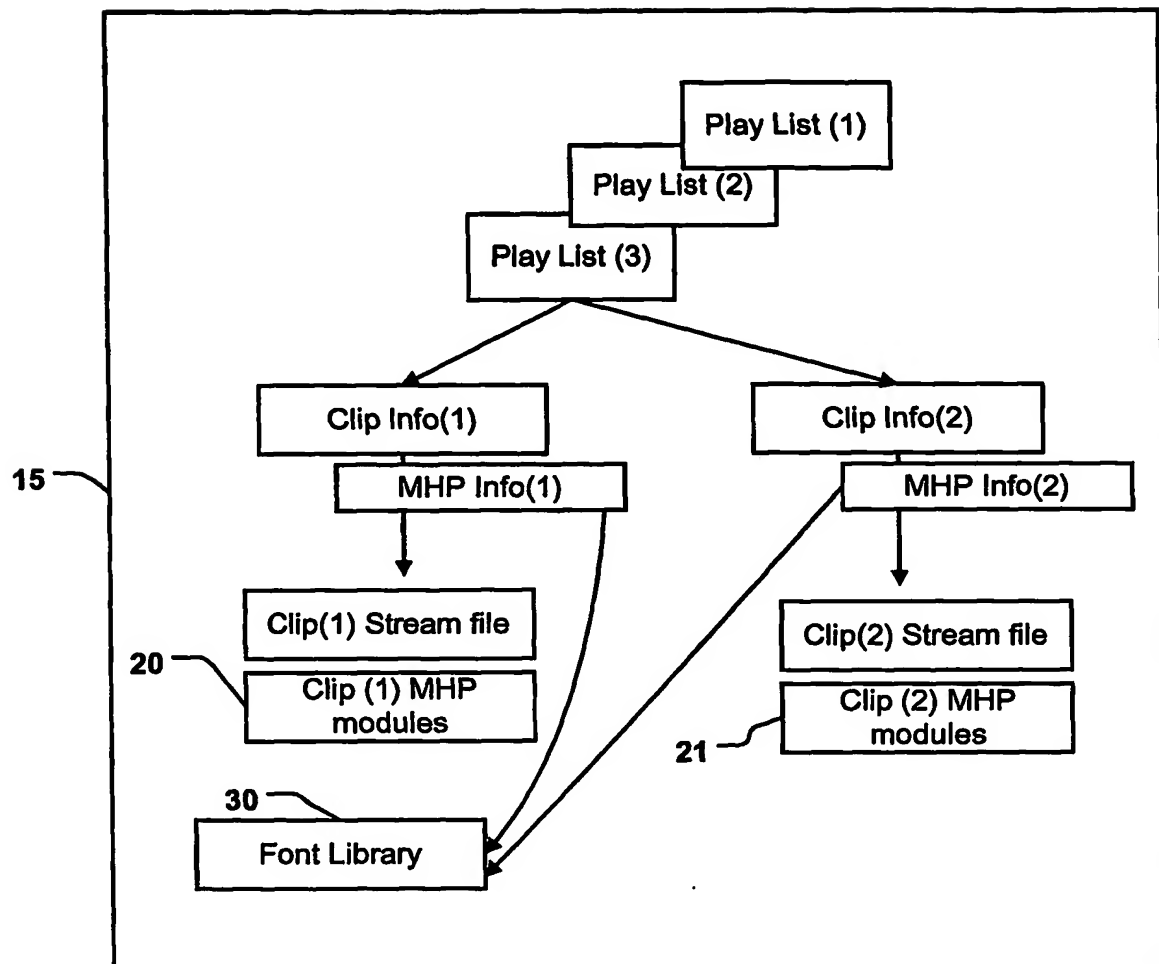 Play List (1)
Play List (2)
Play List (3)
Clip Info(1)
Clip Info(2)
15
MHP Info(1)
MHP Info(2)
Clip(1) Stream file
Clip(2) Stream file
20
Clip (1) MHP
modules
Clip (2) MHP
modules
21
30
Font Library